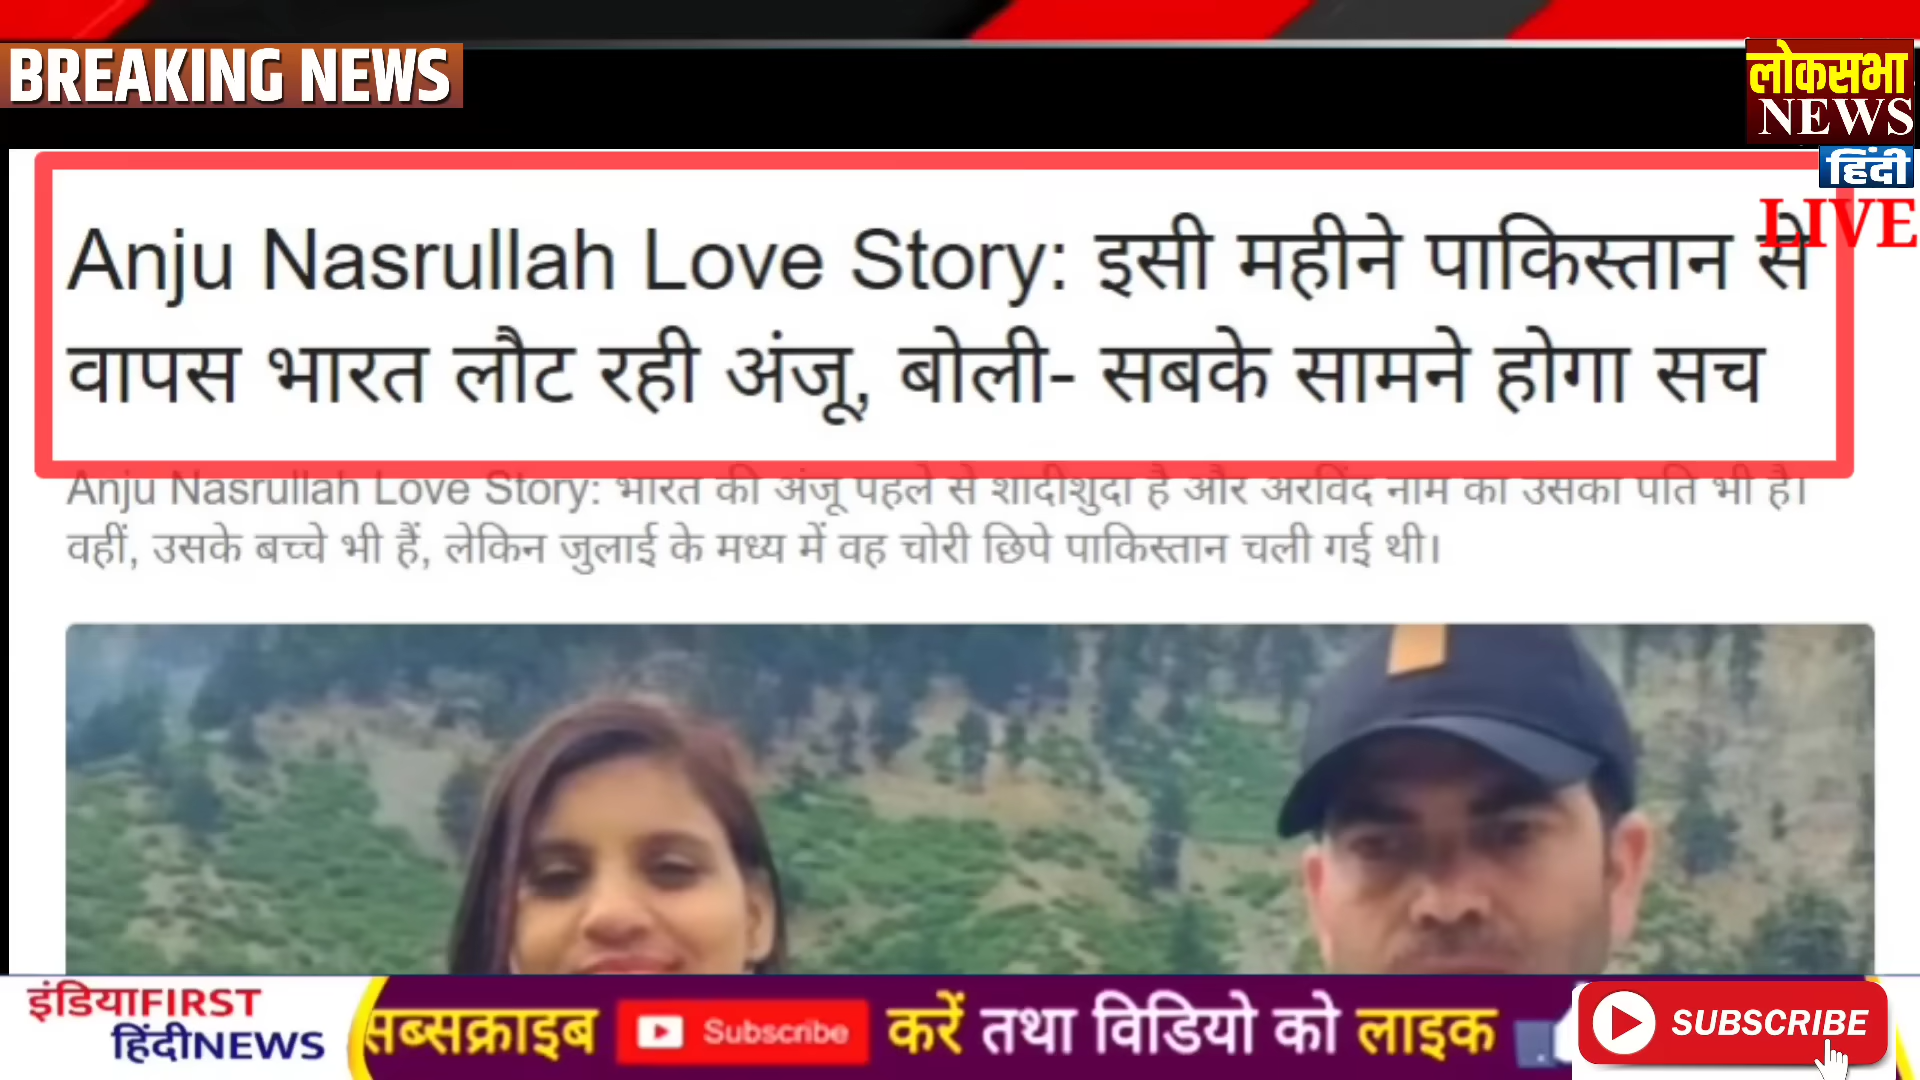 BREAKING NEWS
लोकसभा
NEWS
हिंदी
LIVE
Anju Nasrullah Love Story: इसी महीने पाकिस्तान से
वापस भारत लौट रही अंजू, बोली- सबके सामने होगा सच
Anju Nasrullah Love Story: भारत की अंजू पहले से शादीशुदा है और अरविंद नाम का उसका पति भी है।
वहीं, उसके बच्चे भी हैं, लेकिन जुलाई के मध्य में वह चोरी छिपे पाकिस्तान चली गई थी।
इंडियाFIRST
हिंदीNEWS
सब्सक्राइब Subscribe करें तथा विडियो को लाइक
SUBSCRIBE